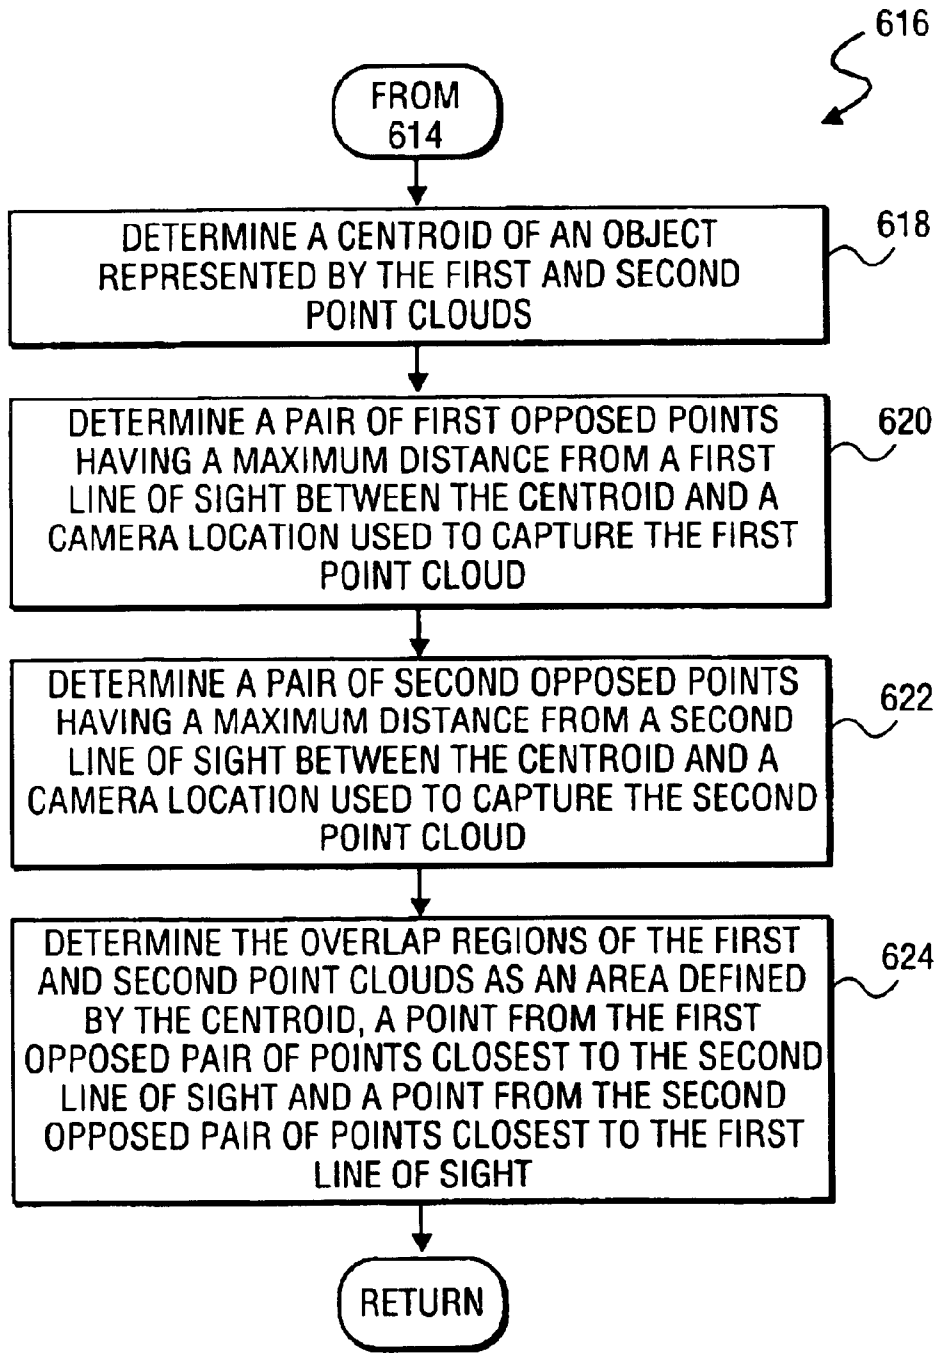 616
FROM
614
DETERMINE A CENTROID OF AN OBJECT
REPRESENTED BY THE FIRST AND SECOND
POINT CLOUDS
618
DETERMINE A PAIR OF FIRST OPPOSED POINTS
HAVING A MAXIMUM DISTANCE FROM A FIRST
LINE OF SIGHT BETWEEN THE CENTROID AND A
CAMERA LOCATION USED TO CAPTURE THE FIRST
POINT CLOUD
620
DETERMINE A PAIR OF SECOND OPPOSED POINTS
HAVING A MAXIMUM DISTANCE FROM A SECOND
LINE OF SIGHT BETWEEN THE CENTROID AND A
CAMERA LOCATION USED TO CAPTURE THE SECOND
POINT CLOUD
622
DETERMINE THE OVERLAP REGIONS OF THE FIRST
AND SECOND POINT CLOUDS AS AN AREA DEFINED
BY THE CENTROID, A POINT FROM THE FIRST
OPPOSED PAIR OF POINTS CLOSEST TO THE SECOND
LINE OF SIGHT AND A POINT FROM THE SECOND
OPPOSED PAIR OF POINTS CLOSEST TO THE FIRST
LINE OF SIGHT
624
RETURN